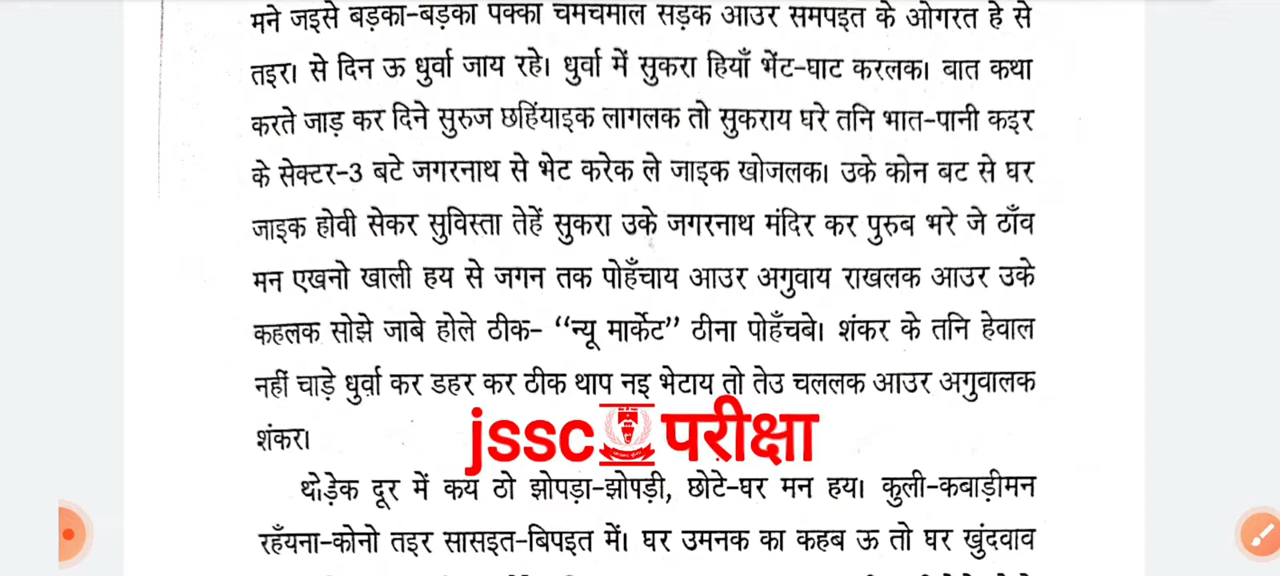 मने जइसे बड़का-बड़का पक्का चमचमाल सड़क आउर समपइत के ओगरत हे से
तइर। से दिन ऊ धुर्वा जाय रहे। धुर्वा में सुकरा हियाँ भेंट-घाट करलक। बात कथा
करते जाड़ कर दिने सुरुज छहिंयाइक लागलक तो सुकराय घरे तनि भात-पानी कइर
के सेक्टर-3 बटे जगरनाथ से भेट करेक ले जाइक खोजलक। उके कोन बट से घर
जाइक होवी सेकर सुविस्ता तेहें सुकरा उके जगरनाथ मंदिर कर पुरुब भरे जे ठाँव
मन एखनो खाली हय से जगन तक पोहँचाय आउर अगुवाय राखलक आउर उके
कहलक सोझे जाबे होले ठीक- “न्यू मार्केट” ठीना पोहँचबे। शंकर के तनि हेवाल
नहीं चाड़े धुर्वा कर डहर कर ठीक थाप नइ भेटाय तो तेउ चललक आउर अगुवालक
शंकर।
jssc परीक्षा
थोड़ेक दूर में कय ठो झोपड़ा-झोपड़ी, छोटे-घर मन हय। कुली-कबाड़ीमन
रहँयना-कोनो तइर सासइत-बिपइत में। घर उमनक का कहब ऊ तो घर खुंदवाव